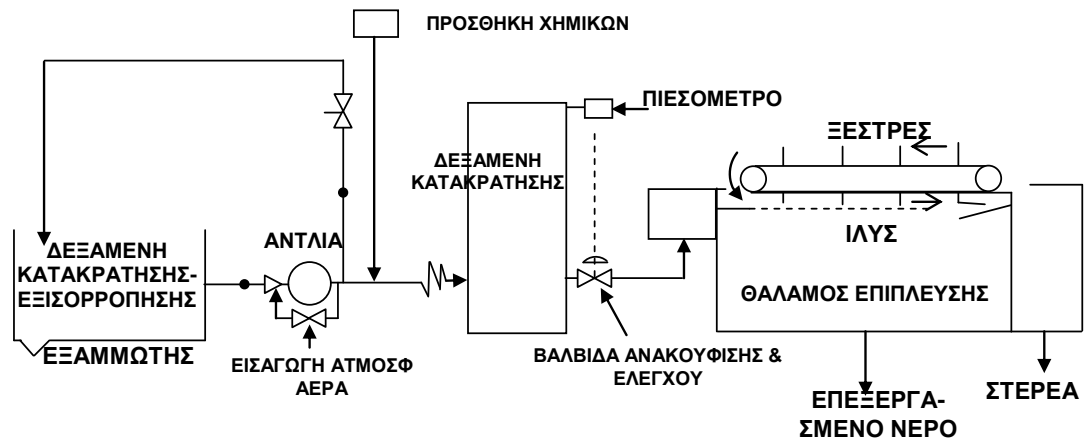 ΠΡΟΣΘΗΚΗ ΧΗΜΙΚΩΝ
ΠΙΕΣΟΜΕΤΡΟ
ΞΕΣΤΡΕΣ
ΔΕΞΑΜΕΝΗ
ΚΑΤΑΚΡΑΤΗΣΗΣ
ΑΝΤΛΙΑ
ΔΕΞΑΜΕΝΗ
ΚΑΤΑΚΡΑΤΗΣΗΣ-
ΕΞΙΣΟΡΡΟΠΗΣΗΣ
ΙΛΥΣ
ΘΑΛΑΜΟΣ ΕΠΙΠΛΕΥΣΗΣ
ΕΞΑΜΜΩΤΗΣ
ΕΙΣΑΓΩΓΗ ΑΤΜΟΣΦ
ΑΕΡΑ
ΒΑΛΒΙΔΑ ΑΝΑΚΟΥΦΙΣΗΣ &
ΕΛΕΓΧΟΥ
ΕΠΕΞΕΡΓΑ-
ΣΜΕΝΟ ΝΕΡΟ
ΣΤΕΡΕΑ